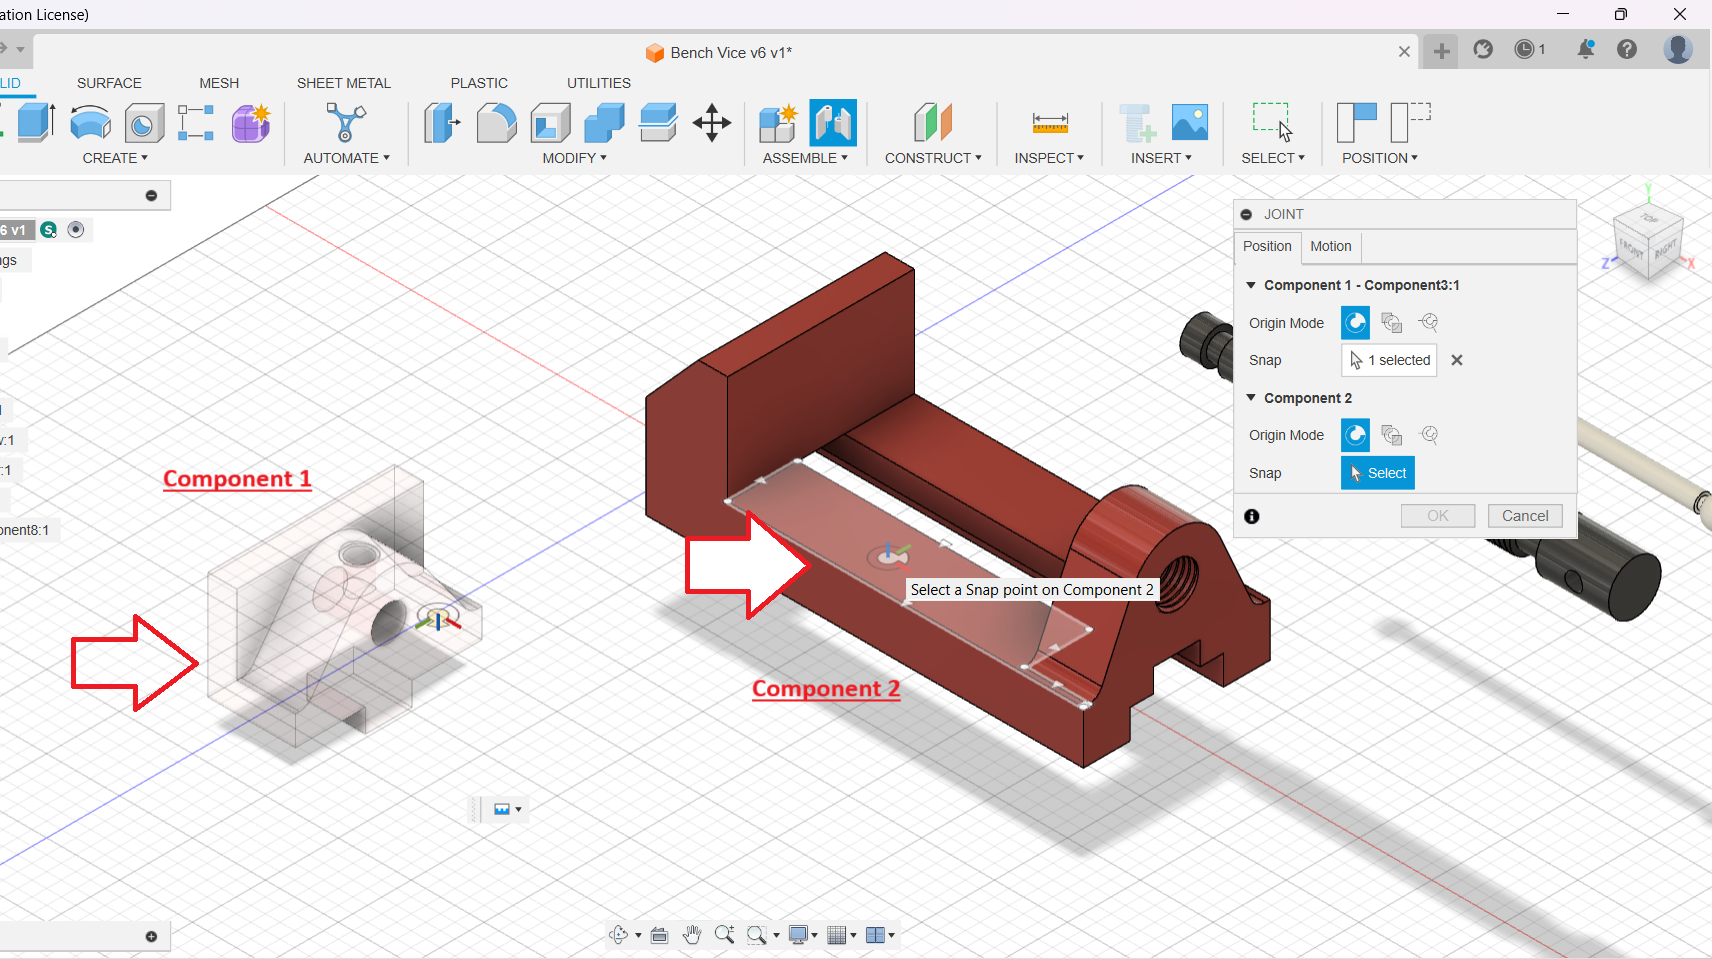 ation License)
Bench Vice v6 v1*
1
LID
SURFACE
MESH
SHEET METAL
PLASTIC
UTILITIES
CREATE
AUTOMATE
MODIFY
ASSEMBLE
CONSTRUCT
INSPECT
INSERT
SELECT
POSITION
6 v1
S
ngs
v:1
:1
onent8:1
JOINT
Position
Motion
Component 1 - Component3:1
Origin Mode
Snap
1 selected
Component 2
Origin Mode
Snap
Select
OK
Cancel
Y
TOP
FRONT
RIGHT
Z
X
Component 1
Select a Snap point on Component 2
Component 2